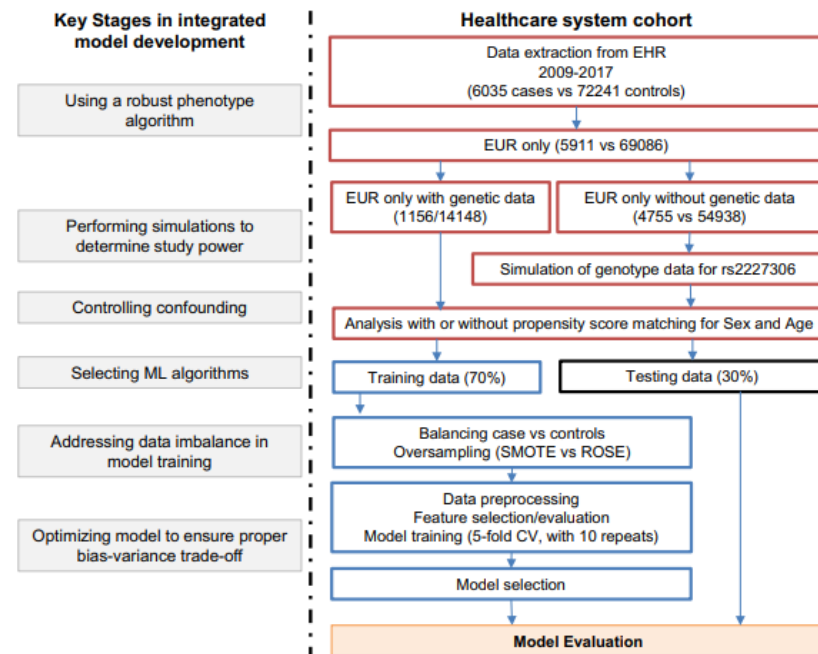 Key Stages in integrated
model development
Using a robust phenotype
algorithm
Performing simulations to
determine study power
Controlling confounding
Selecting ML algorithms
Addressing data imbalance in
model training
Optimizing model to ensure proper
bias-variance trade-off
Healthcare system cohort
Data extraction from EHR
2009-2017
(6035 cases vs 72241 controls)
EUR only (5911 vs 69086)
EUR only with genetic data
(1156/14148)
EUR only without genetic data
(4755 vs 54938)
Simulation of genotype data for rs2227306
Analysis with or without propensity score matching for Sex and Age
Training data (70%)
Testing data (30%)
Balancing case vs controls
Oversampling (SMOTE vs ROSE)
Data preprocessing
Feature selection/evaluation
Model training (5-fold CV, with 10 repeats)
Model selection
Model Evaluation